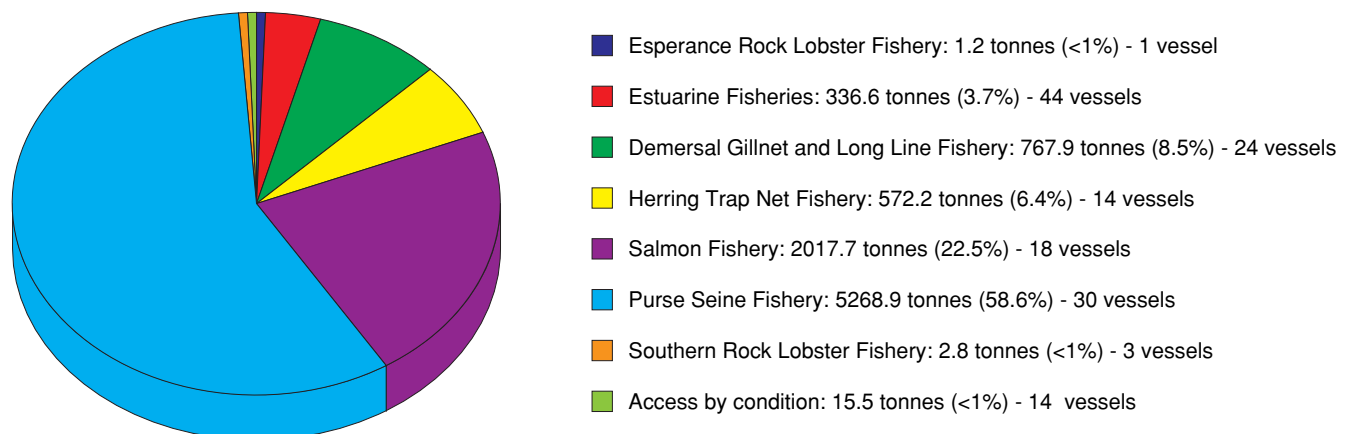 Esperance Rock Lobster Fishery: 1.2 tonnes (<1%) - 1 vessel
Estuarine Fisheries: 336.6 tonnes (3.7%) - 44 vessels
Demersal Gillnet and Long Line Fishery: 767.9 tonnes (8.5%) - 24 vessels
Herring Trap Net Fishery: 572.2 tonnes (6.4%) - 14 vessels
Salmon Fishery: 2017.7 tonnes (22.5%) - 18 vessels
Purse Seine Fishery: 5268.9 tonnes (58.6%) - 30 vessels
Southern Rock Lobster Fishery: 2.8 tonnes (<1%) - 3 vessels
Access by condition: 15.5 tonnes (<1%) - 14 vessels